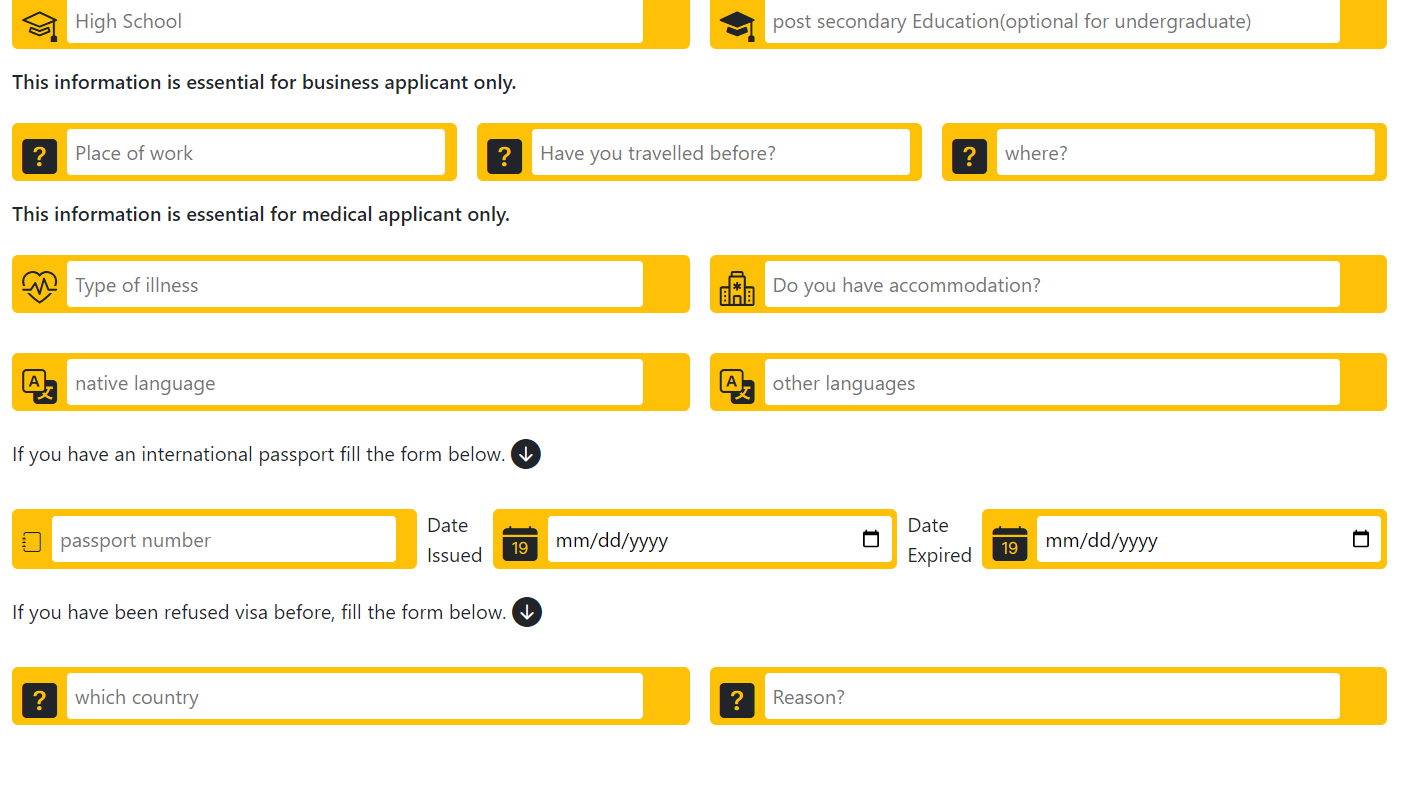 High School
post secondary Education(optional for undergraduate)
This information is essential for business applicant only.
? Place of work
? Have you travelled before?
? where?
This information is essential for medical applicant only.
Type of illness
Do you have accommodation?
A 文 native language
A 文 other languages
If you have an international passport fill the form below.
passport number
Date
Issued
19 mm/dd/yyyy
Date
Expired
19 mm/dd/yyyy
If you have been refused visa before, fill the form below.
? which country
? Reason?